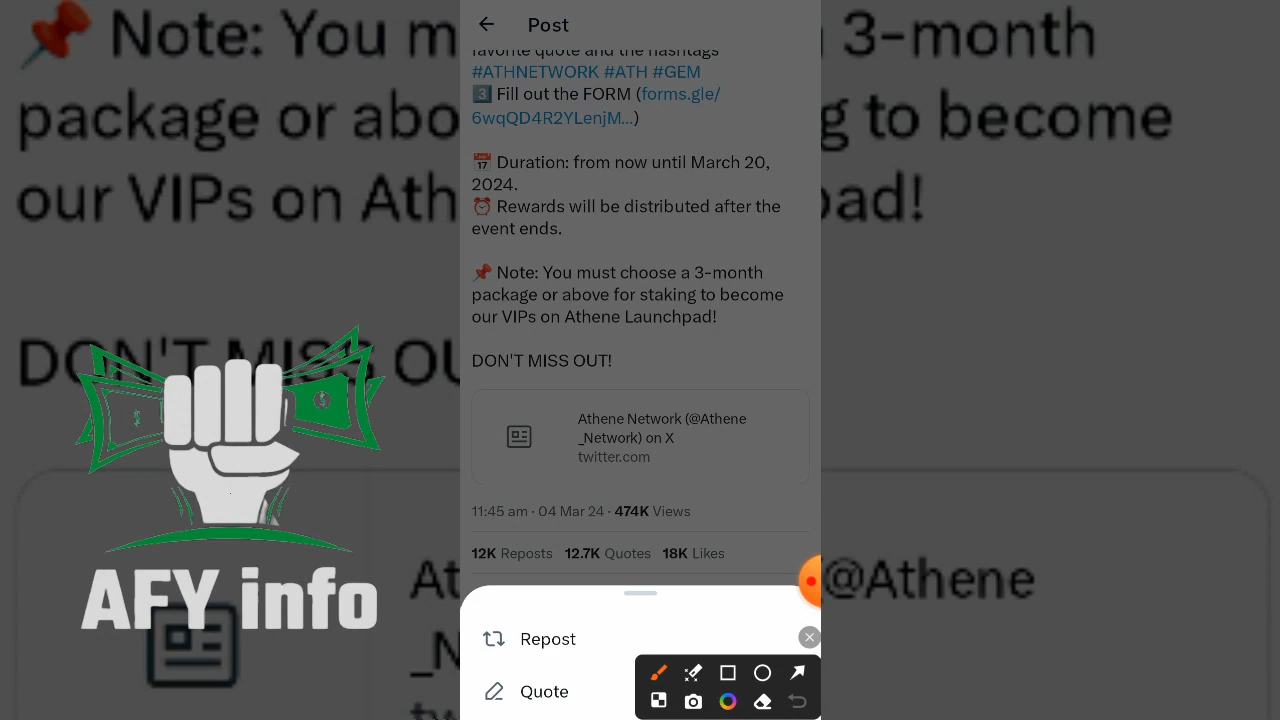 Post
favorite quote and the hashtags
#ATHNETWORK #ATH #GEM
3 Fill out the FORM (forms.gle/
6wqQD4R2YLenjM...)
📅 Duration: from now until March 20,
2024.
⏰ Rewards will be distributed after the
event ends.
📌 Note: You must choose a 3-month
package or above for staking to become
our VIPs on Athene Launchpad!
DON'T MISS OUT!
Athene Network (@Athene
_Network) on X
twitter.com
11:45 am · 04 Mar 24 · 474K Views
12K Reposts 12.7K Quotes 18K Likes
Repost
Quote
📌 Note: You m
package or abo
our VIPs on Ath
DON'T MISS OU
3-month
g to become
pad!
@Athene
AFY info